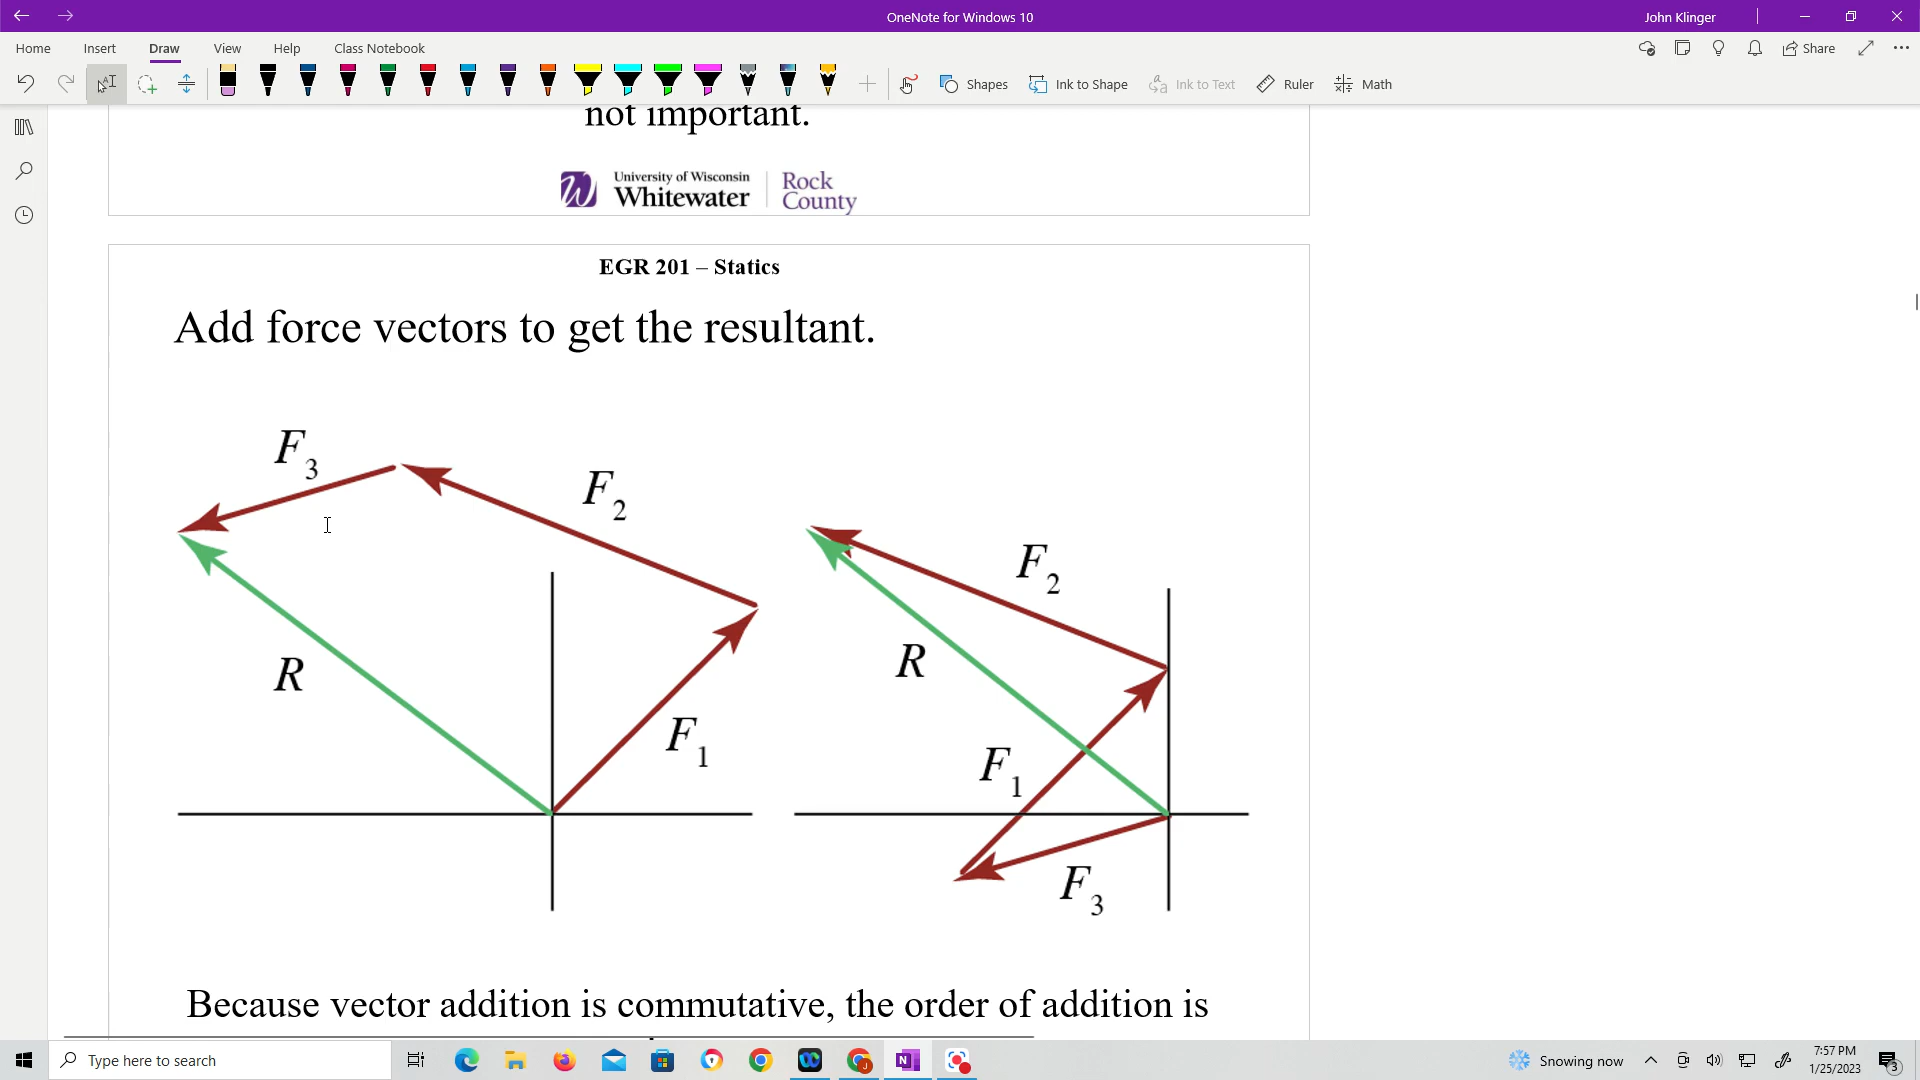 OneNote for Windows 10
John Klinger
Home Insert Draw View Help Class Notebook
Share
Shapes Ink to Shape Ink to Text Ruler Math
not important.
University of Wisconsin
Whitewater
Rock
County
EGR 201 – Statics
Add force vectors to get the resultant.
F3
F2
R
F1
F2
R
F1
F3
Because vector addition is commutative, the order of addition is
Type here to search
Snowing now
7:57 PM
1/25/2023
3